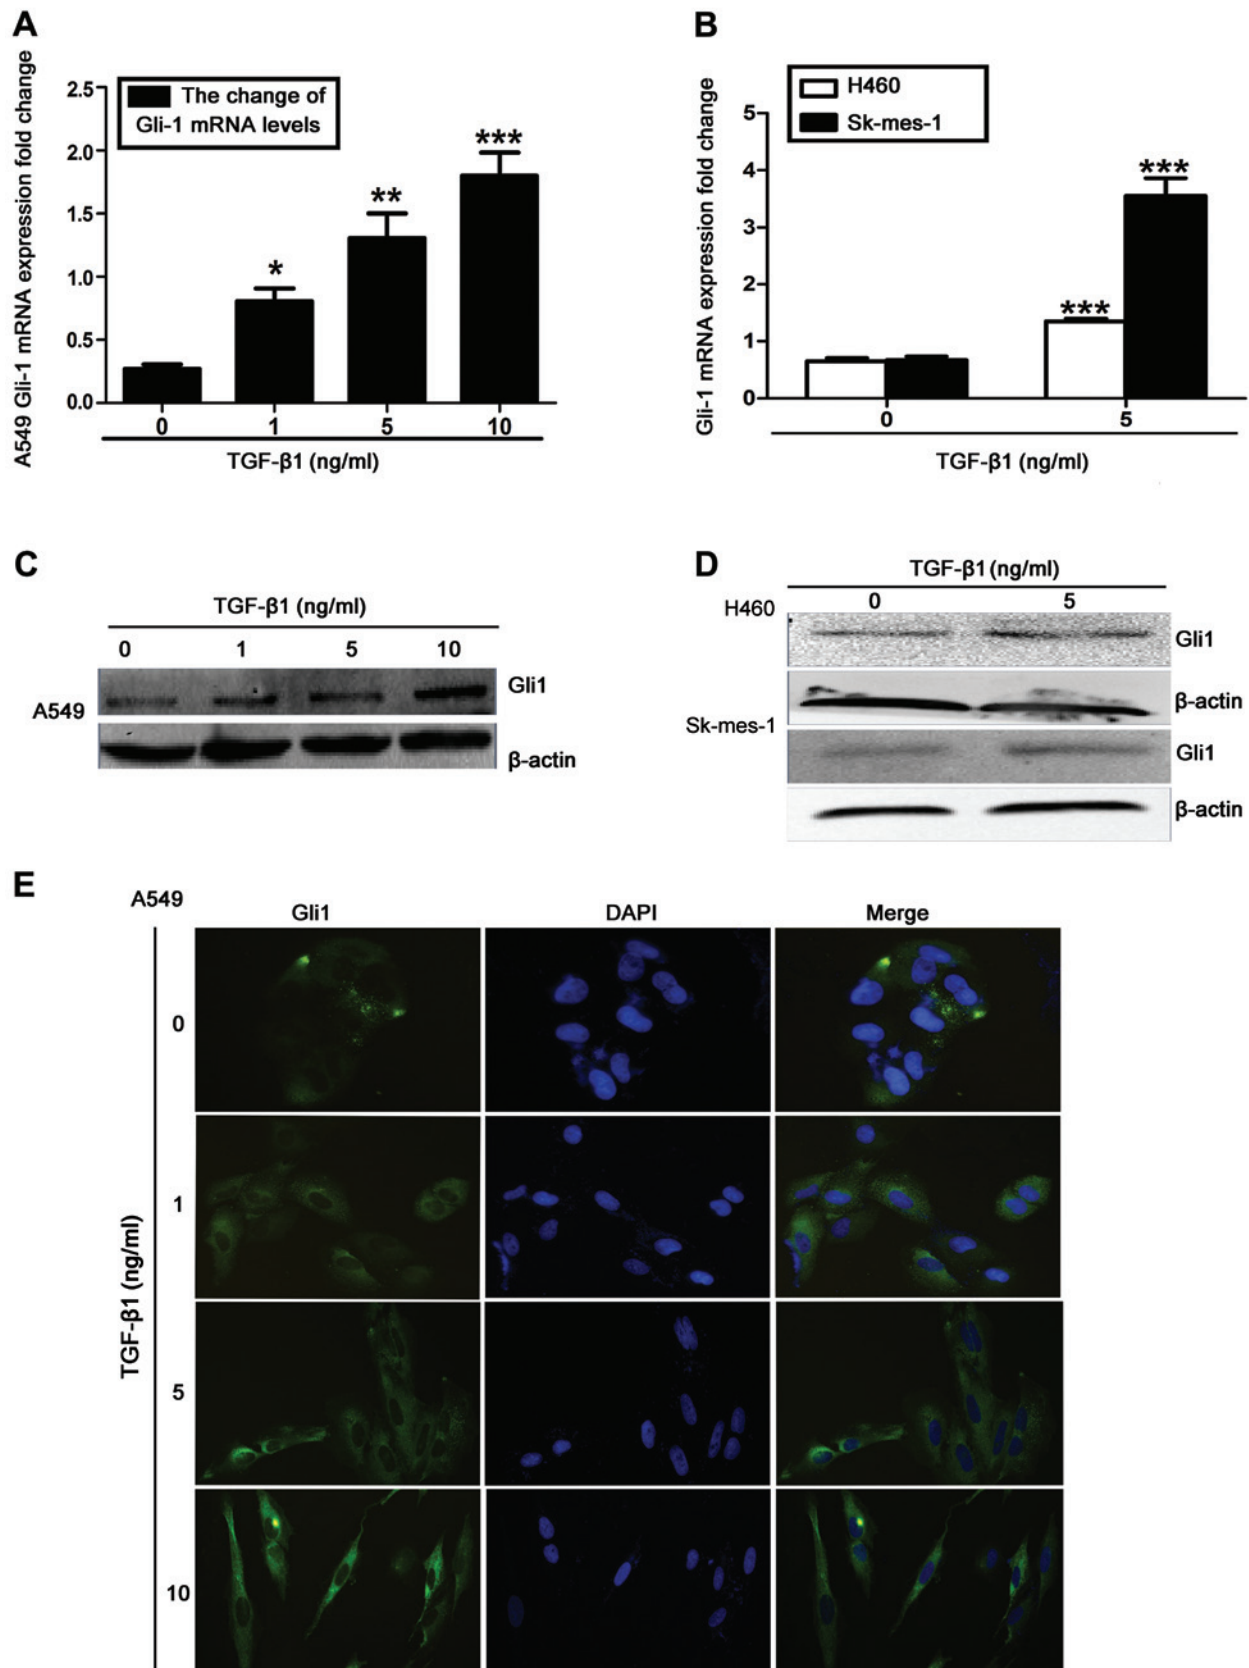 A
A549 Gli-1 mRNA expression fold change
2.5
2.0
1.5
1.0
0.5
0.0
The change of
Gli-1 mRNA levels
*
**
***
0 1 5 10
TGF-β1 (ng/ml)
B
Gli-1 mRNA expression fold change
5
4
3
2
1
0
H460
Sk-mes-1
***
***
0 5
TGF-β1 (ng/ml)
C
TGF-β1 (ng/ml)
0 1 5 10
A549
Gli1
β-actin
D
TGF-β1 (ng/ml)
0 5
H460
Gli1
β-actin
Sk-mes-1
Gli1
β-actin
E
A549
Gli1 DAPI Merge
TGF-β1 (ng/ml)
0
1
5
10